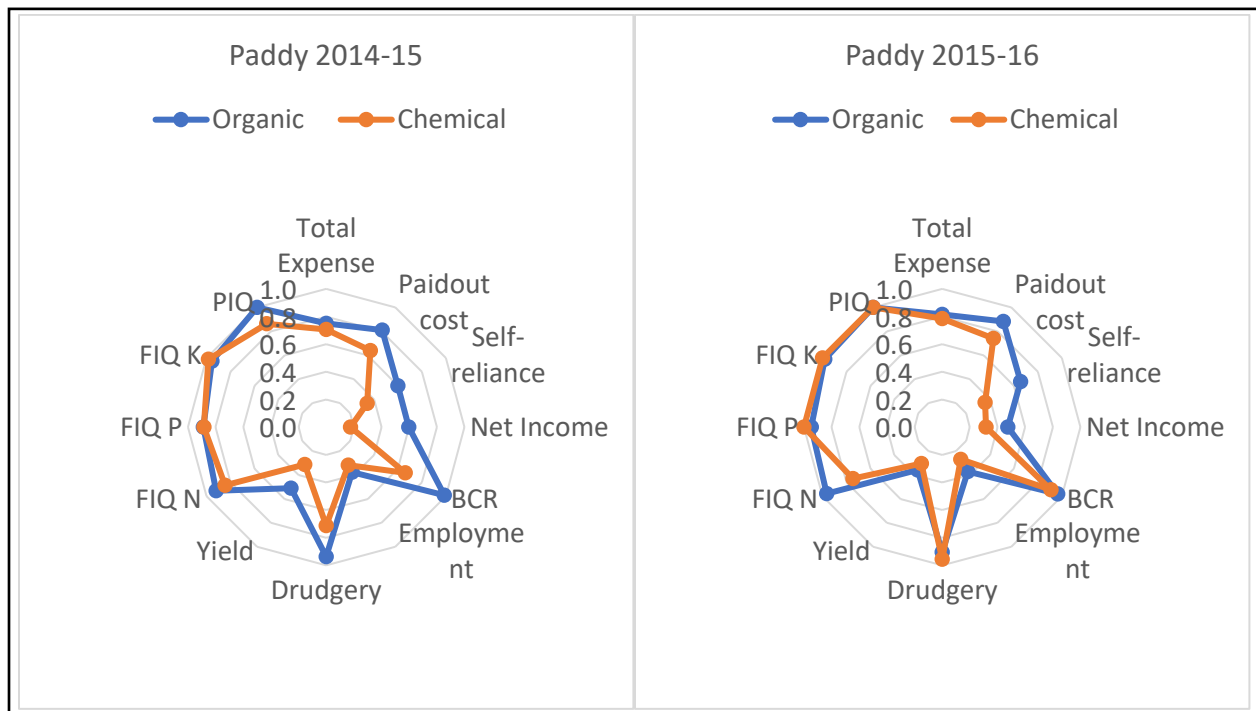 Paddy 2014-15
Organic
Chemical
Total
Expense
Paidout
cost
Self-
reliance
Net Income
BCR
Employme
nt
Drudgery
Yield
FIQ N
FIQ P
FIQ K
PIQ
1.0
0.8
0.6
0.4
0.2
0.0
Paddy 2015-16
Organic
Chemical
Total
Expense
Paidout
cost
Self-
reliance
Net Income
BCR
Employme
nt
Drudgery
Yield
FIQ N
FIQ P
FIQ K
PIQ
1.0
0.8
0.6
0.4
0.2
0.0